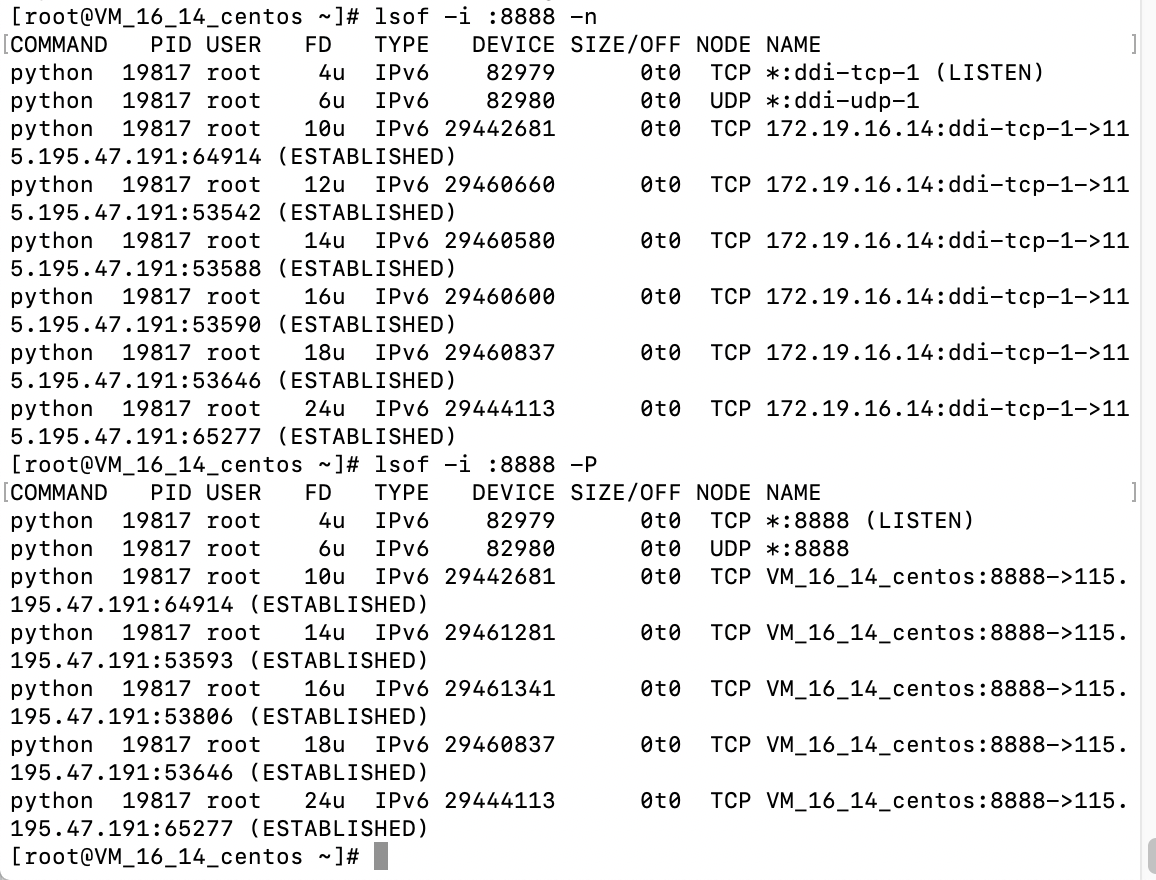 [root@VM_16_14_centos ~]# lsof -i :8888 -n
[COMMAND   PID USER   FD   TYPE   DEVICE SIZE/OFF NODE NAME                      ]
python  19817 root    4u  IPv6    82979      0t0  TCP *:ddi-tcp-1 (LISTEN)
python  19817 root    6u  IPv6    82980      0t0  UDP *:ddi-udp-1
python  19817 root   10u  IPv6 29442681      0t0  TCP 172.19.16.14:ddi-tcp-1->11
5.195.47.191:64914 (ESTABLISHED)
python  19817 root   12u  IPv6 29460660      0t0  TCP 172.19.16.14:ddi-tcp-1->11
5.195.47.191:53542 (ESTABLISHED)
python  19817 root   14u  IPv6 29460580      0t0  TCP 172.19.16.14:ddi-tcp-1->11
5.195.47.191:53588 (ESTABLISHED)
python  19817 root   16u  IPv6 29460600      0t0  TCP 172.19.16.14:ddi-tcp-1->11
5.195.47.191:53590 (ESTABLISHED)
python  19817 root   18u  IPv6 29460837      0t0  TCP 172.19.16.14:ddi-tcp-1->11
5.195.47.191:53646 (ESTABLISHED)
python  19817 root   24u  IPv6 29444113      0t0  TCP 172.19.16.14:ddi-tcp-1->11
5.195.47.191:65277 (ESTABLISHED)
[root@VM_16_14_centos ~]# lsof -i :8888 -P
[COMMAND   PID USER   FD   TYPE   DEVICE SIZE/OFF NODE NAME                      ]
python  19817 root    4u  IPv6    82979      0t0  TCP *:8888 (LISTEN)
python  19817 root    6u  IPv6    82980      0t0  UDP *:8888
python  19817 root   10u  IPv6 29442681      0t0  TCP VM_16_14_centos:8888->115.
195.47.191:64914 (ESTABLISHED)
python  19817 root   14u  IPv6 29461281      0t0  TCP VM_16_14_centos:8888->115.
195.47.191:53593 (ESTABLISHED)
python  19817 root   16u  IPv6 29461341      0t0  TCP VM_16_14_centos:8888->115.
195.47.191:53806 (ESTABLISHED)
python  19817 root   18u  IPv6 29460837      0t0  TCP VM_16_14_centos:8888->115.
195.47.191:53646 (ESTABLISHED)
python  19817 root   24u  IPv6 29444113      0t0  TCP VM_16_14_centos:8888->115.
195.47.191:65277 (ESTABLISHED)
[root@VM_16_14_centos ~]#